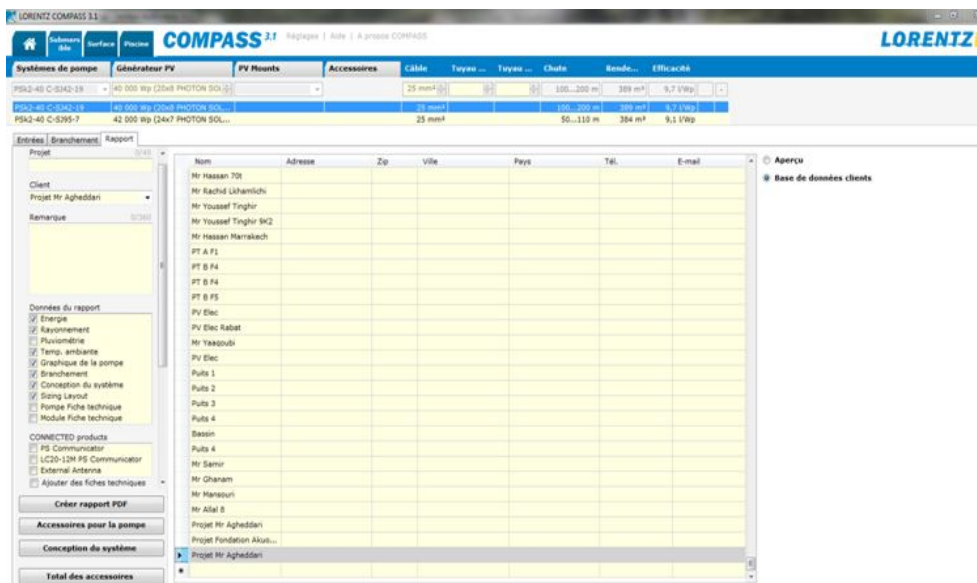 LORENTZ COMPASS 3.1
Submers ible
Surface
Piscine
COMPASS 3.1
Réglages | Aide | A propos COMPASS
LORENTZ
Systèmes de pompe
Générateur PV
PV Mounts
Accessoires
Câble
Tuyau ...
Tuyau ...
Chute
Rende...
Efficacité
PSk2-40 C-SJ42-19
40 000 Wp (20x8 PHOTON SOL
25 mm²
100...200 m
389 m³
9,7 l/Wp
PSk2-40 C-SJ42-19
40 000 Wp (20x8 PHOTON SOL...
25 mm²
100...200 m
389 m³
9,7 l/Wp
PSk2-40 C-SJ95-7
42 000 Wp (24x7 PHOTON SOL...
25 mm²
50...110 m
384 m³
9,1 l/Wp
Entrées
Branchement
Rapport
Projet
0/40
Client
Projet Mr Agheddari
Remarque
0/360
Données du rapport
Energie
Rayonnement
Pluviométrie
Temp. ambiante
Graphique de la pompe
Branchement
Conception du système
Sizing Layout
Pompe Fiche technique
Module Fiche technique
CONNECTED products
PS Communicator
LC20-12M PS Communicator
External Antenna
Ajouter des fiches techniques
Créer rapport PDF
Accessoires pour la pompe
Conception du système
Total des accessoires
Nom
Adresse
Zip
Ville
Pays
Tél.
E-mail
Mr Hassan 70t
Mr Rachid Lkhamlichi
Mr Youssef Tinghir
Mr Youssef Tinghir 9K2
Mr Hassan Marrakech
PT A F1
PT B F4
PT B F4
PT B F5
PV Elec
PV Elec Rabat
Mr Yaaqoubi
PV Elec
Puits 1
Puits 2
Puits 3
Puits 4
Bassin
Puits 4
Mr Samir
Mr Ghanam
Mr Mansouri
Mr Allal 8
Projet Mr Agheddari
Projet Fondation Akuo...
Projet Mr Agheddari
Aperçu
Base de données clients